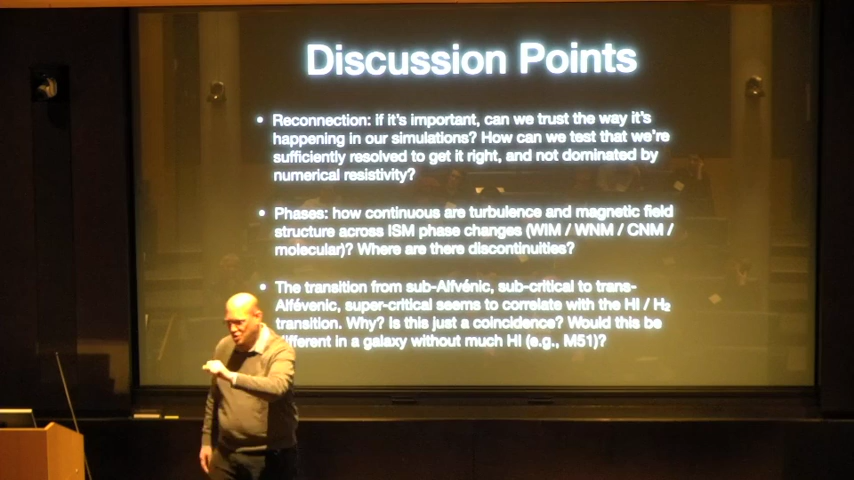 Discussion Points
• Reconnection: if it's important, can we trust the way it's
happening in our simulations? How can we test that we're
sufficiently resolved to get it right, and not dominated by
numerical resistivity?
• Phases: how continuous are turbulence and magnetic field
structure across ISM phase changes (WIM / WNM / CNM /
molecular)? Where are there discontinuities?
• The transition from sub-Alfvénic, sub-critical to trans-
Alfévenic, super-critical seems to correlate with the HI / H₂
transition. Why? Is this just a coincidence? Would this be
different in a galaxy without much HI (e.g., M51)?